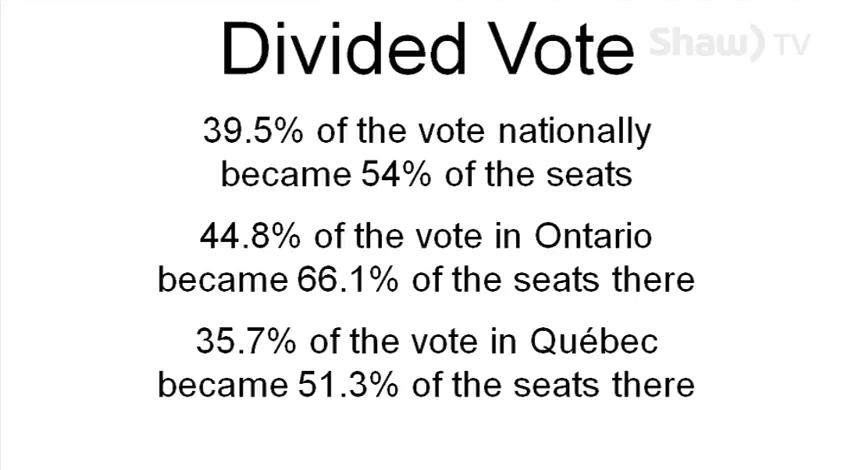 Divided Vote
Shaw) TV
39.5% of the vote nationally
became 54% of the seats
44.8% of the vote in Ontario
became 66.1% of the seats there
35.7% of the vote in Québec
became 51.3% of the seats there